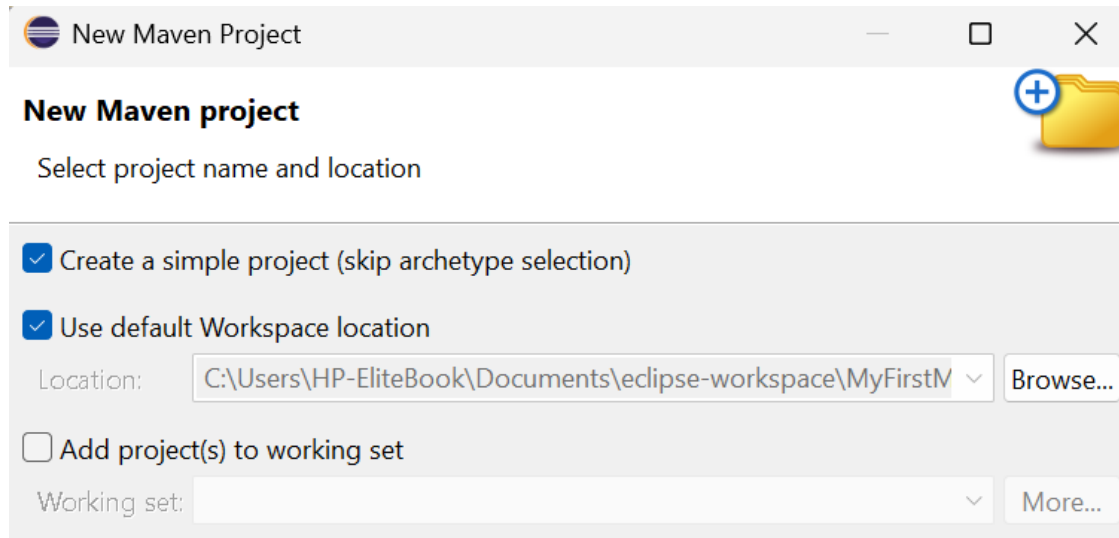 New Maven Project
New Maven project
Select project name and location
Create a simple project (skip archetype selection)
Use default Workspace location
Location: C:\Users\HP-EliteBook\Documents\eclipse-workspace\MyFirstM Browse...
Add project(s) to working set
Working set: More...